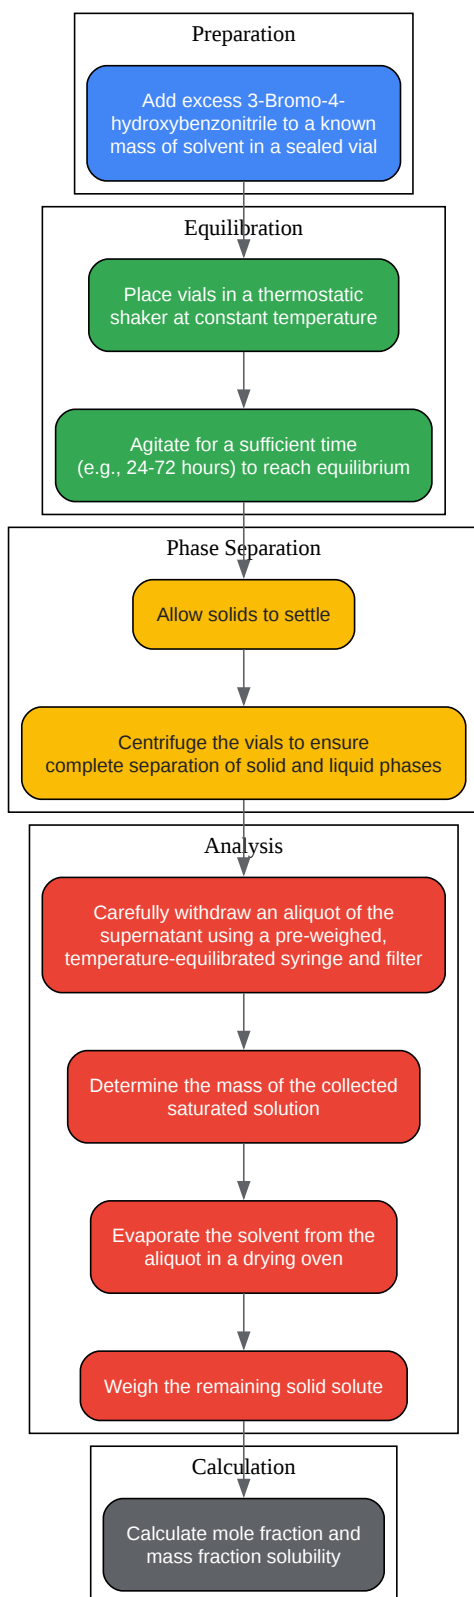 Preparation
Add excess 3-Bromo-4-
hydroxybenzonitrile to a known
mass of solvent in a sealed vial
Equilibration
Place vials in a thermostatic
shaker at constant temperature
Agitate for a sufficient time
(e.g., 24-72 hours) to reach equilibrium
Phase Separation
Allow solids to settle
Centrifuge the vials to ensure
complete separation of solid and liquid phases
Analysis
Carefully withdraw an aliquot of the
supernatant using a pre-weighed,
temperature-equilibrated syringe and filter
Determine the mass of the collected
saturated solution
Evaporate the solvent from the
aliquot in a drying oven
Weigh the remaining solid solute
Calculation
Calculate mole fraction and
mass fraction solubility